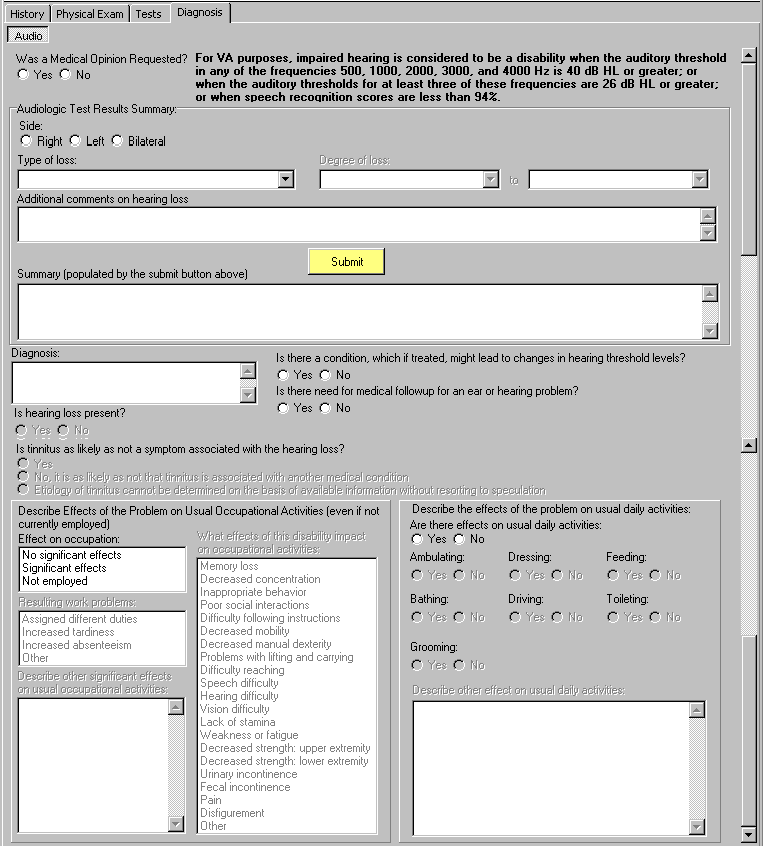 History Physical Exam Tests Diagnosis
Audio
Was a Medical Opinion Requested?
Yes No
For VA purposes, impaired hearing is considered to be a disability when the auditory threshold
in any of the frequencies 500, 1000, 2000, 3000, and 4000 Hz is 40 dB HL or greater; or
when the auditory thresholds for at least three of these frequencies are 26 dB HL or greater;
or when speech recognition scores are less than 94%.
Audiologic Test Results Summary:
Side:
Right Left Bilateral
Type of loss: Degree of loss:
to
Additional comments on hearing loss
Submit
Summary (populated by the submit button above)
Diagnosis:
Is there a condition, which if treated, might lead to changes in hearing threshold levels?
Yes No
Is there need for medical followup for an ear or hearing problem?
Yes No
Is hearing loss present?
Yes No
Is tinnitus as likely as not a symptom associated with the hearing loss?
Yes
No, it is as likely as not that tinnitus is associated with another medical condition
Etiology of tinnitus cannot be determined on the basis of available information without resorting to speculation
Describe Effects of the Problem on Usual Occupational Activities (even if not
currently employed)
Effect on occupation:
No significant effects
Significant effects
Not employed
Resulting work problems:
Assigned different duties
Increased tardiness
Increased absenteeism
Other
Describe other significant effects
on usual occupational activities:
What effects of this disability impact
on occupational activities:
Memory loss
Decreased concentration
Inappropriate behavior
Poor social interactions
Difficulty following instructions
Decreased mobility
Decreased manual dexterity
Problems with lifting and carrying
Difficulty reaching
Speech difficulty
Hearing difficulty
Vision difficulty
Lack of stamina
Weakness or fatigue
Decreased strength: upper extremity
Decreased strength: lower extremity
Urinary incontinence
Fecal incontinence
Pain
Disfigurement
Other
Describe the effects of the problem on usual daily activities:
Are there effects on usual daily activities:
Yes No
Ambulating: Dressing: Feeding:
Yes No Yes No Yes No
Bathing: Driving: Toileting:
Yes No Yes No Yes No
Grooming:
Yes No
Describe other effect on usual daily activities: